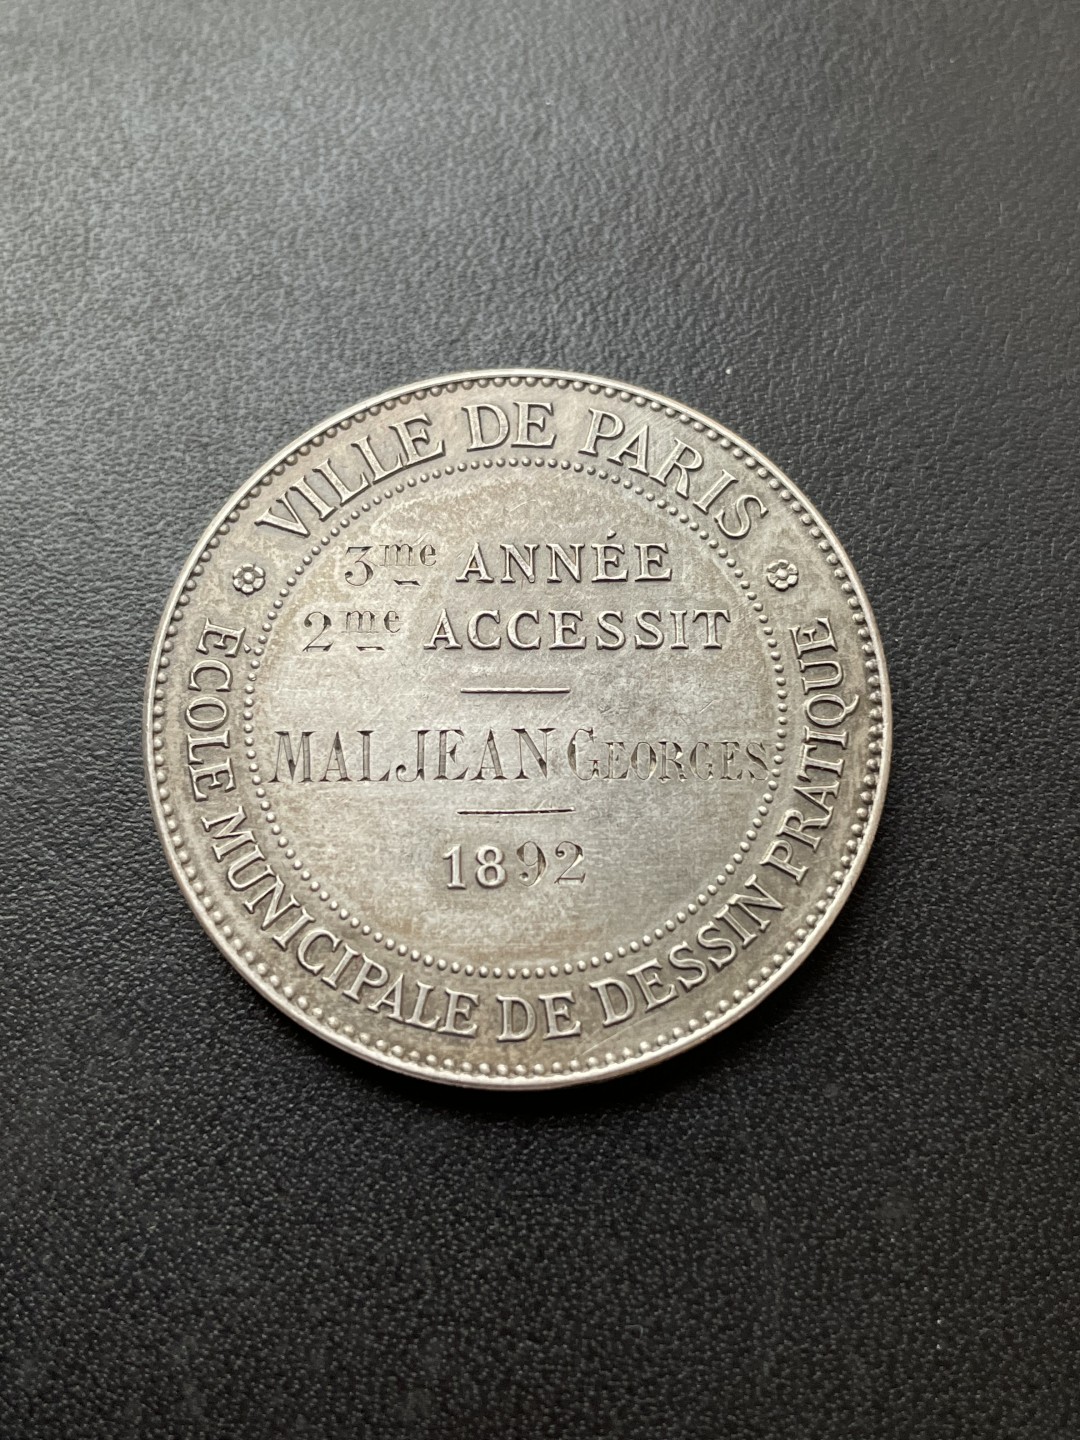 VILLE DE PARIS
3me ANNÉE
2me ACCESSIT
MALJEAN GEORGES
1892
ÉCOLE MUNICIPALE DE DESSIN PRATIQUE